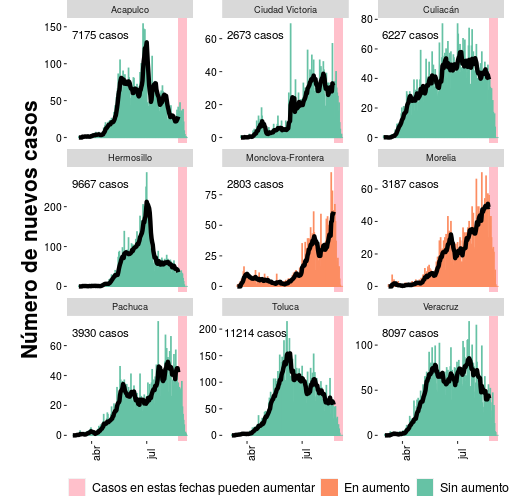 Número de nuevos casos
Acapulco
Ciudad Victoria
Culiacán
150
100
50
0
7175 casos
60
40
20
0
2673 casos
80
60
40
20
0
6227 casos
Hermosillo
Monclova-Frontera
Morelia
200
100
0
9667 casos
75
50
25
0
2803 casos
60
40
20
0
3187 casos
Pachuca
Toluca
Veracruz
60
40
20
0
3930 casos
200
150
100
50
0
11214 casos
100
50
0
8097 casos
abr
jul
abr
jul
abr
jul
Casos en estas fechas pueden aumentar
En aumento
Sin aumento